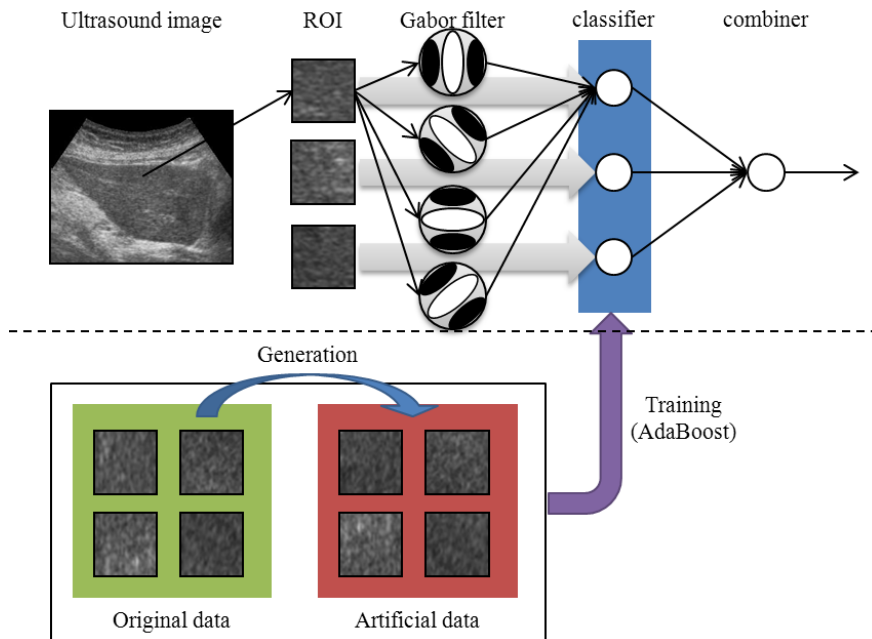 Ultrasound image
ROI
Gabor filter
classifier
combiner
Generation
Training
(AdaBoost)
Original data
Artificial data